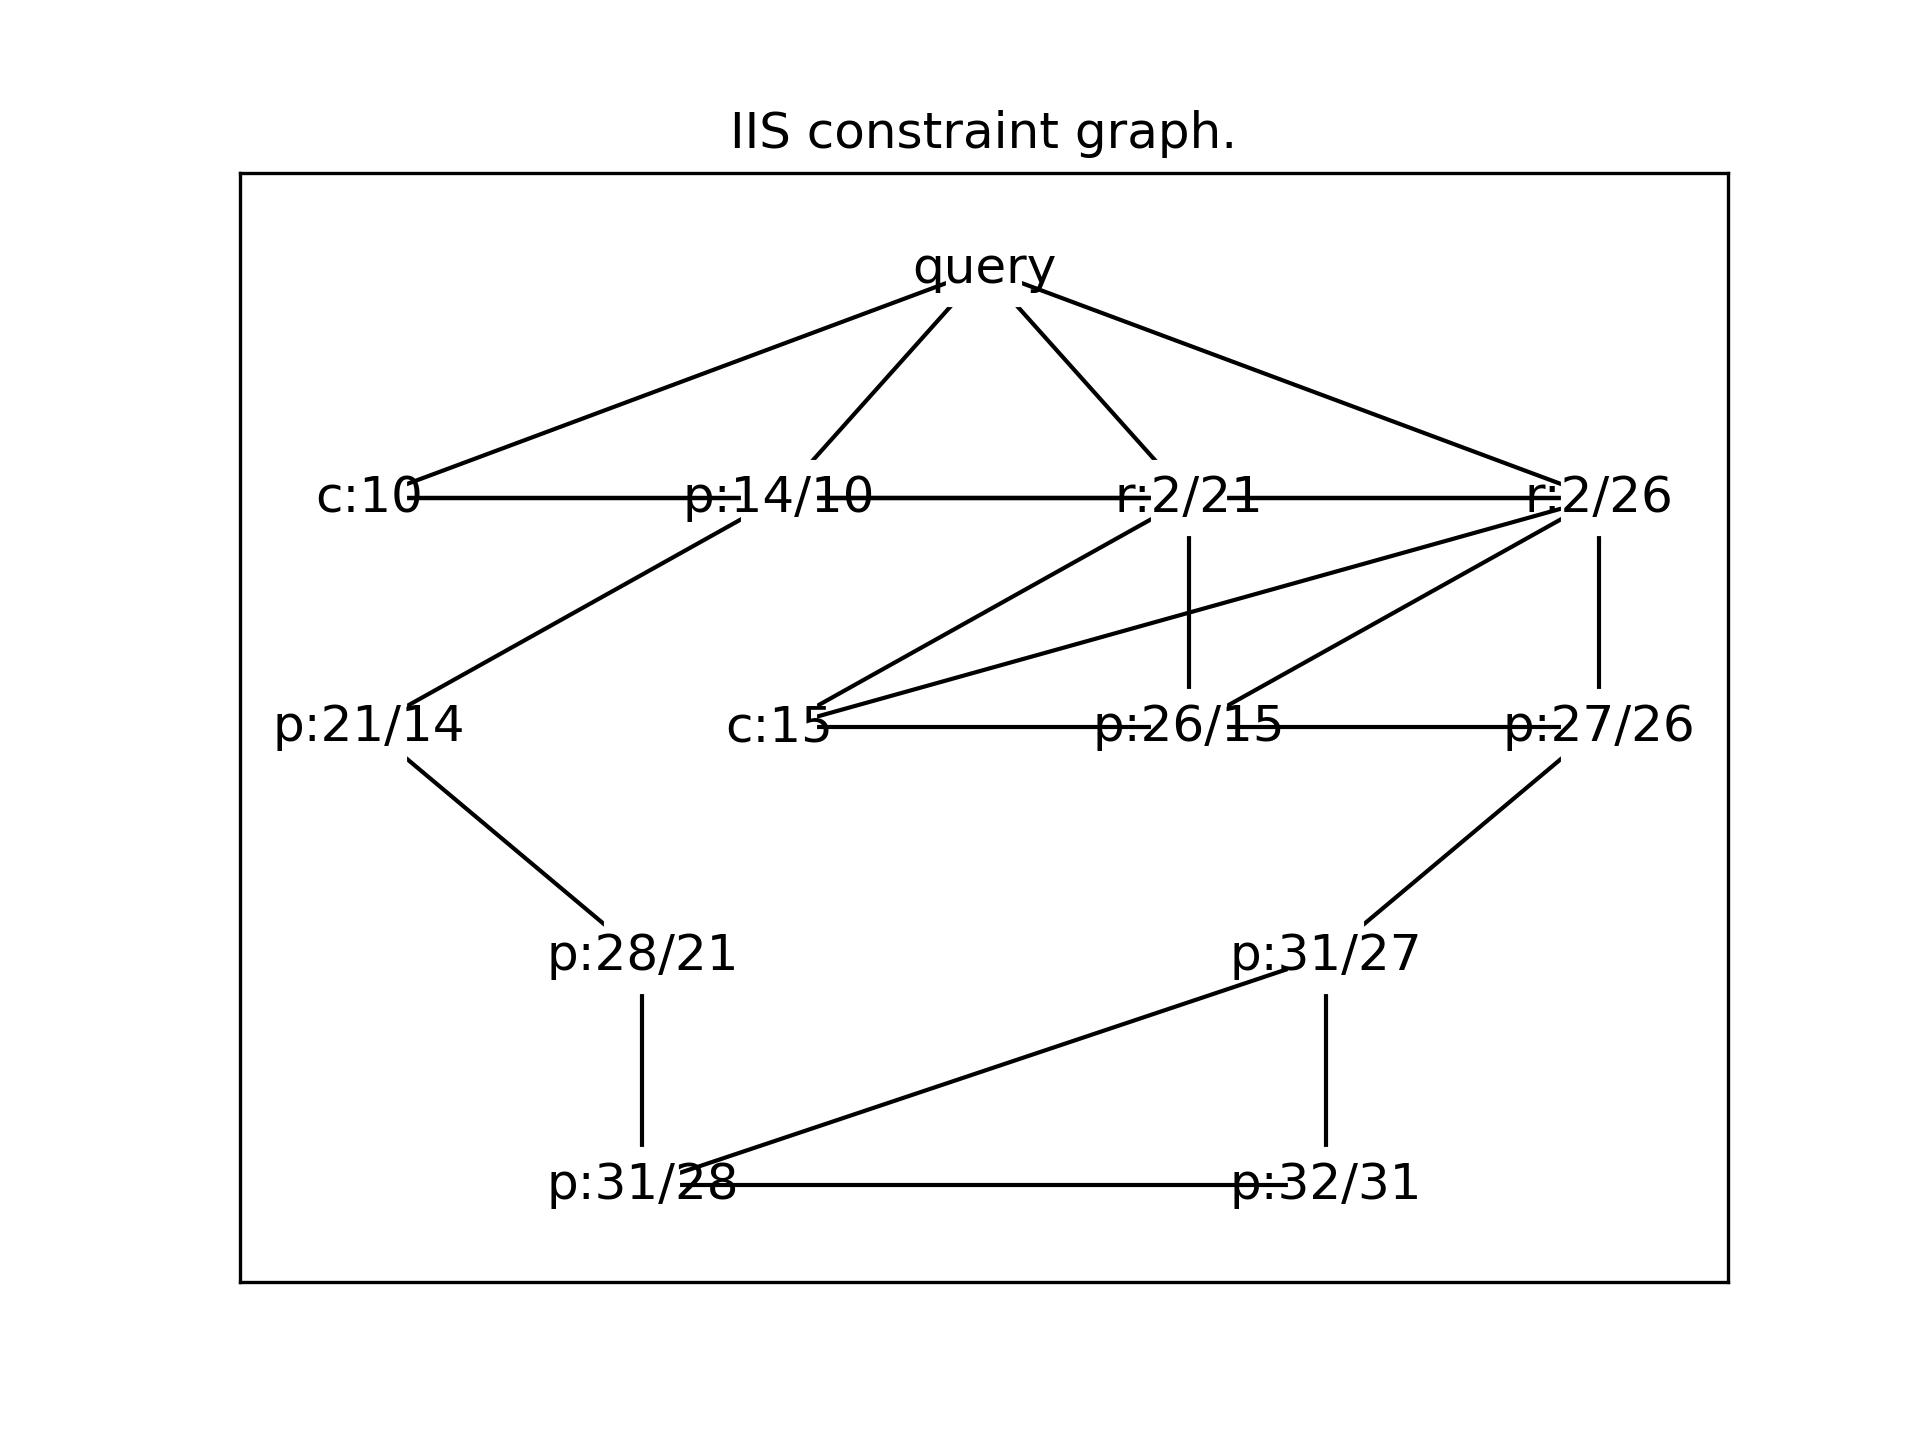 IIS constraint graph.
query
c:10 p:14/10 r:2/21 r:2/26
p:21/14 c:15 p:26/15 p:27/26
p:28/21 p:31/27
p:31/28 p:32/31